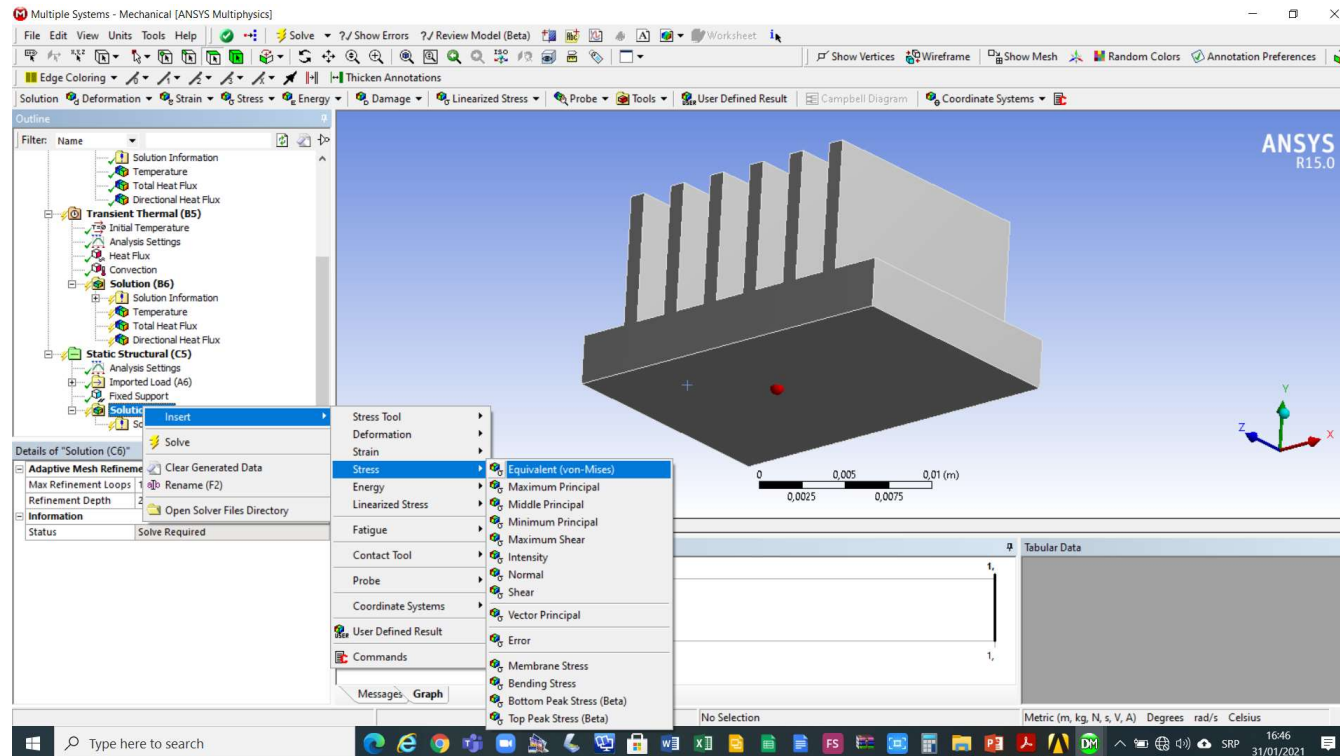 Multiple Systems - Mechanical [ANSYS Multiphysics]
File Edit View Units Tools Help Solve ?/ Show Errors ?/ Review Model (Beta) A Worksheet
Show Vertices Wireframe Show Mesh Random Colors Annotation Preferences
Edge Coloring Thicken Annotations
Solution Deformation Strain Stress Energy Damage Linearized Stress Probe Tools User Defined Result Campbell Diagram Coordinate Systems
Outline
Filter: Name
Solution Information
Temperature
Total Heat Flux
Directional Heat Flux
Transient Thermal (B5)
Initial Temperature
Analysis Settings
Heat Flux
Convection
Solution (B6)
Solution Information
Temperature
Total Heat Flux
Directional Heat Flux
Static Structural (C5)
Analysis Settings
Imported Load (A6)
Fixed Support
Details of "Solution (C6)"
Max Refinement Loops 1
Refinement Depth 2
Information
Status Solve Required
Insert
Solve
Clear Generated Data
Rename (F2)
Open Solver Files Directory
Stress Tool
Deformation
Strain
Stress
Energy
Linearized Stress
Fatigue
Contact Tool
Probe
Coordinate Systems
User Defined Result
Commands
Equivalent (von-Mises)
Maximum Principal
Middle Principal
Minimum Principal
Maximum Shear
Intensity
Normal
Shear
Vector Principal
Error
Membrane Stress
Bending Stress
Bottom Peak Stress (Beta)
Top Peak Stress (Beta)
ANSYS
R15.0
Y
Z X
0 0,005 0,01 (m)
0,0025 0,0075
1,
1,
Tabular Data
Messages Graph
No Selection Metric (m, kg, N, s, V, A) Degrees rad/s Celsius
Type here to search
FS
DM
SRP
16:46
31/01/2021